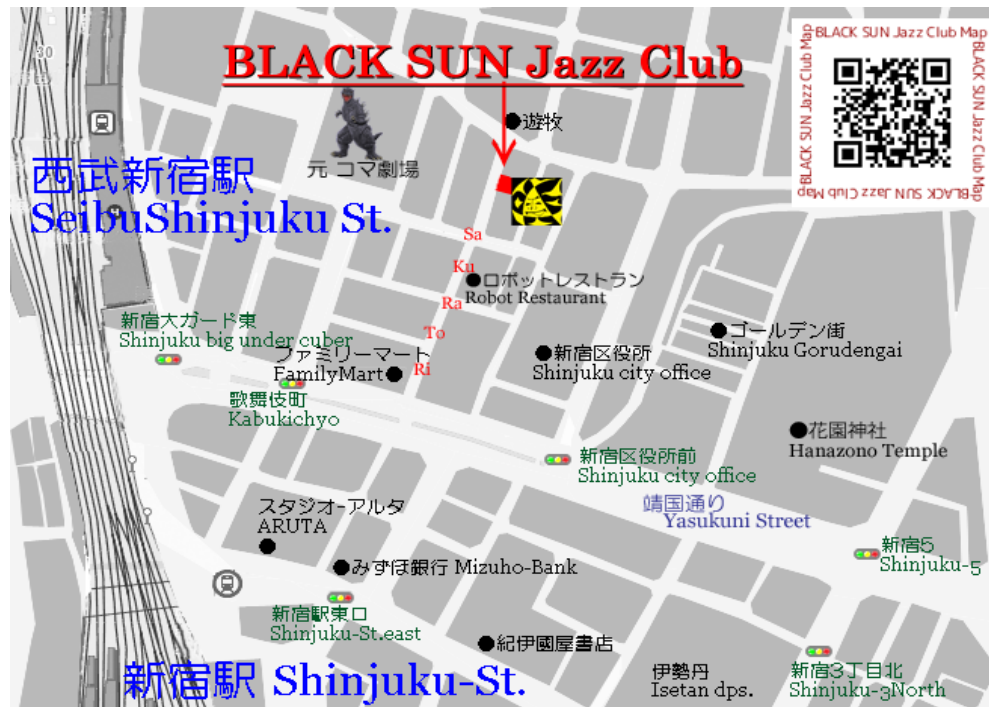 BLACK SUN Jazz Club
BLACK SUN Jazz Club Map
BLACK SUN Jazz Club Map
BLACK SUN Jazz Club Map
BLACK SUN Jazz Club Map
遊牧
元 コマ劇場
西武新宿駅
SeibuShinjuku St.
Sa
Ku
Ra
To
Ri
ロボットレストラン
Robot Restaurant
新宿大ガード東
Shinjuku big under cuber
ファミリーマート
FamilyMart
新宿区役所
Shinjuku city office
ゴールデン街
Shinjuku Gorudengai
歌舞伎町
Kabukichyo
花園神社
Hanazono Temple
新宿区役所前
Shinjuku city office
靖国通り
Yasukuni Street
スタジオ-アルタ
ARUTA
新宿5
Shinjuku-5
みずほ銀行 Mizuho-Bank
新宿駅東口
Shinjuku-St.east
紀伊國屋書店
伊勢丹
Isetan dps.
新宿3丁目北
Shinjuku-3North
新宿駅 Shinjuku-St.